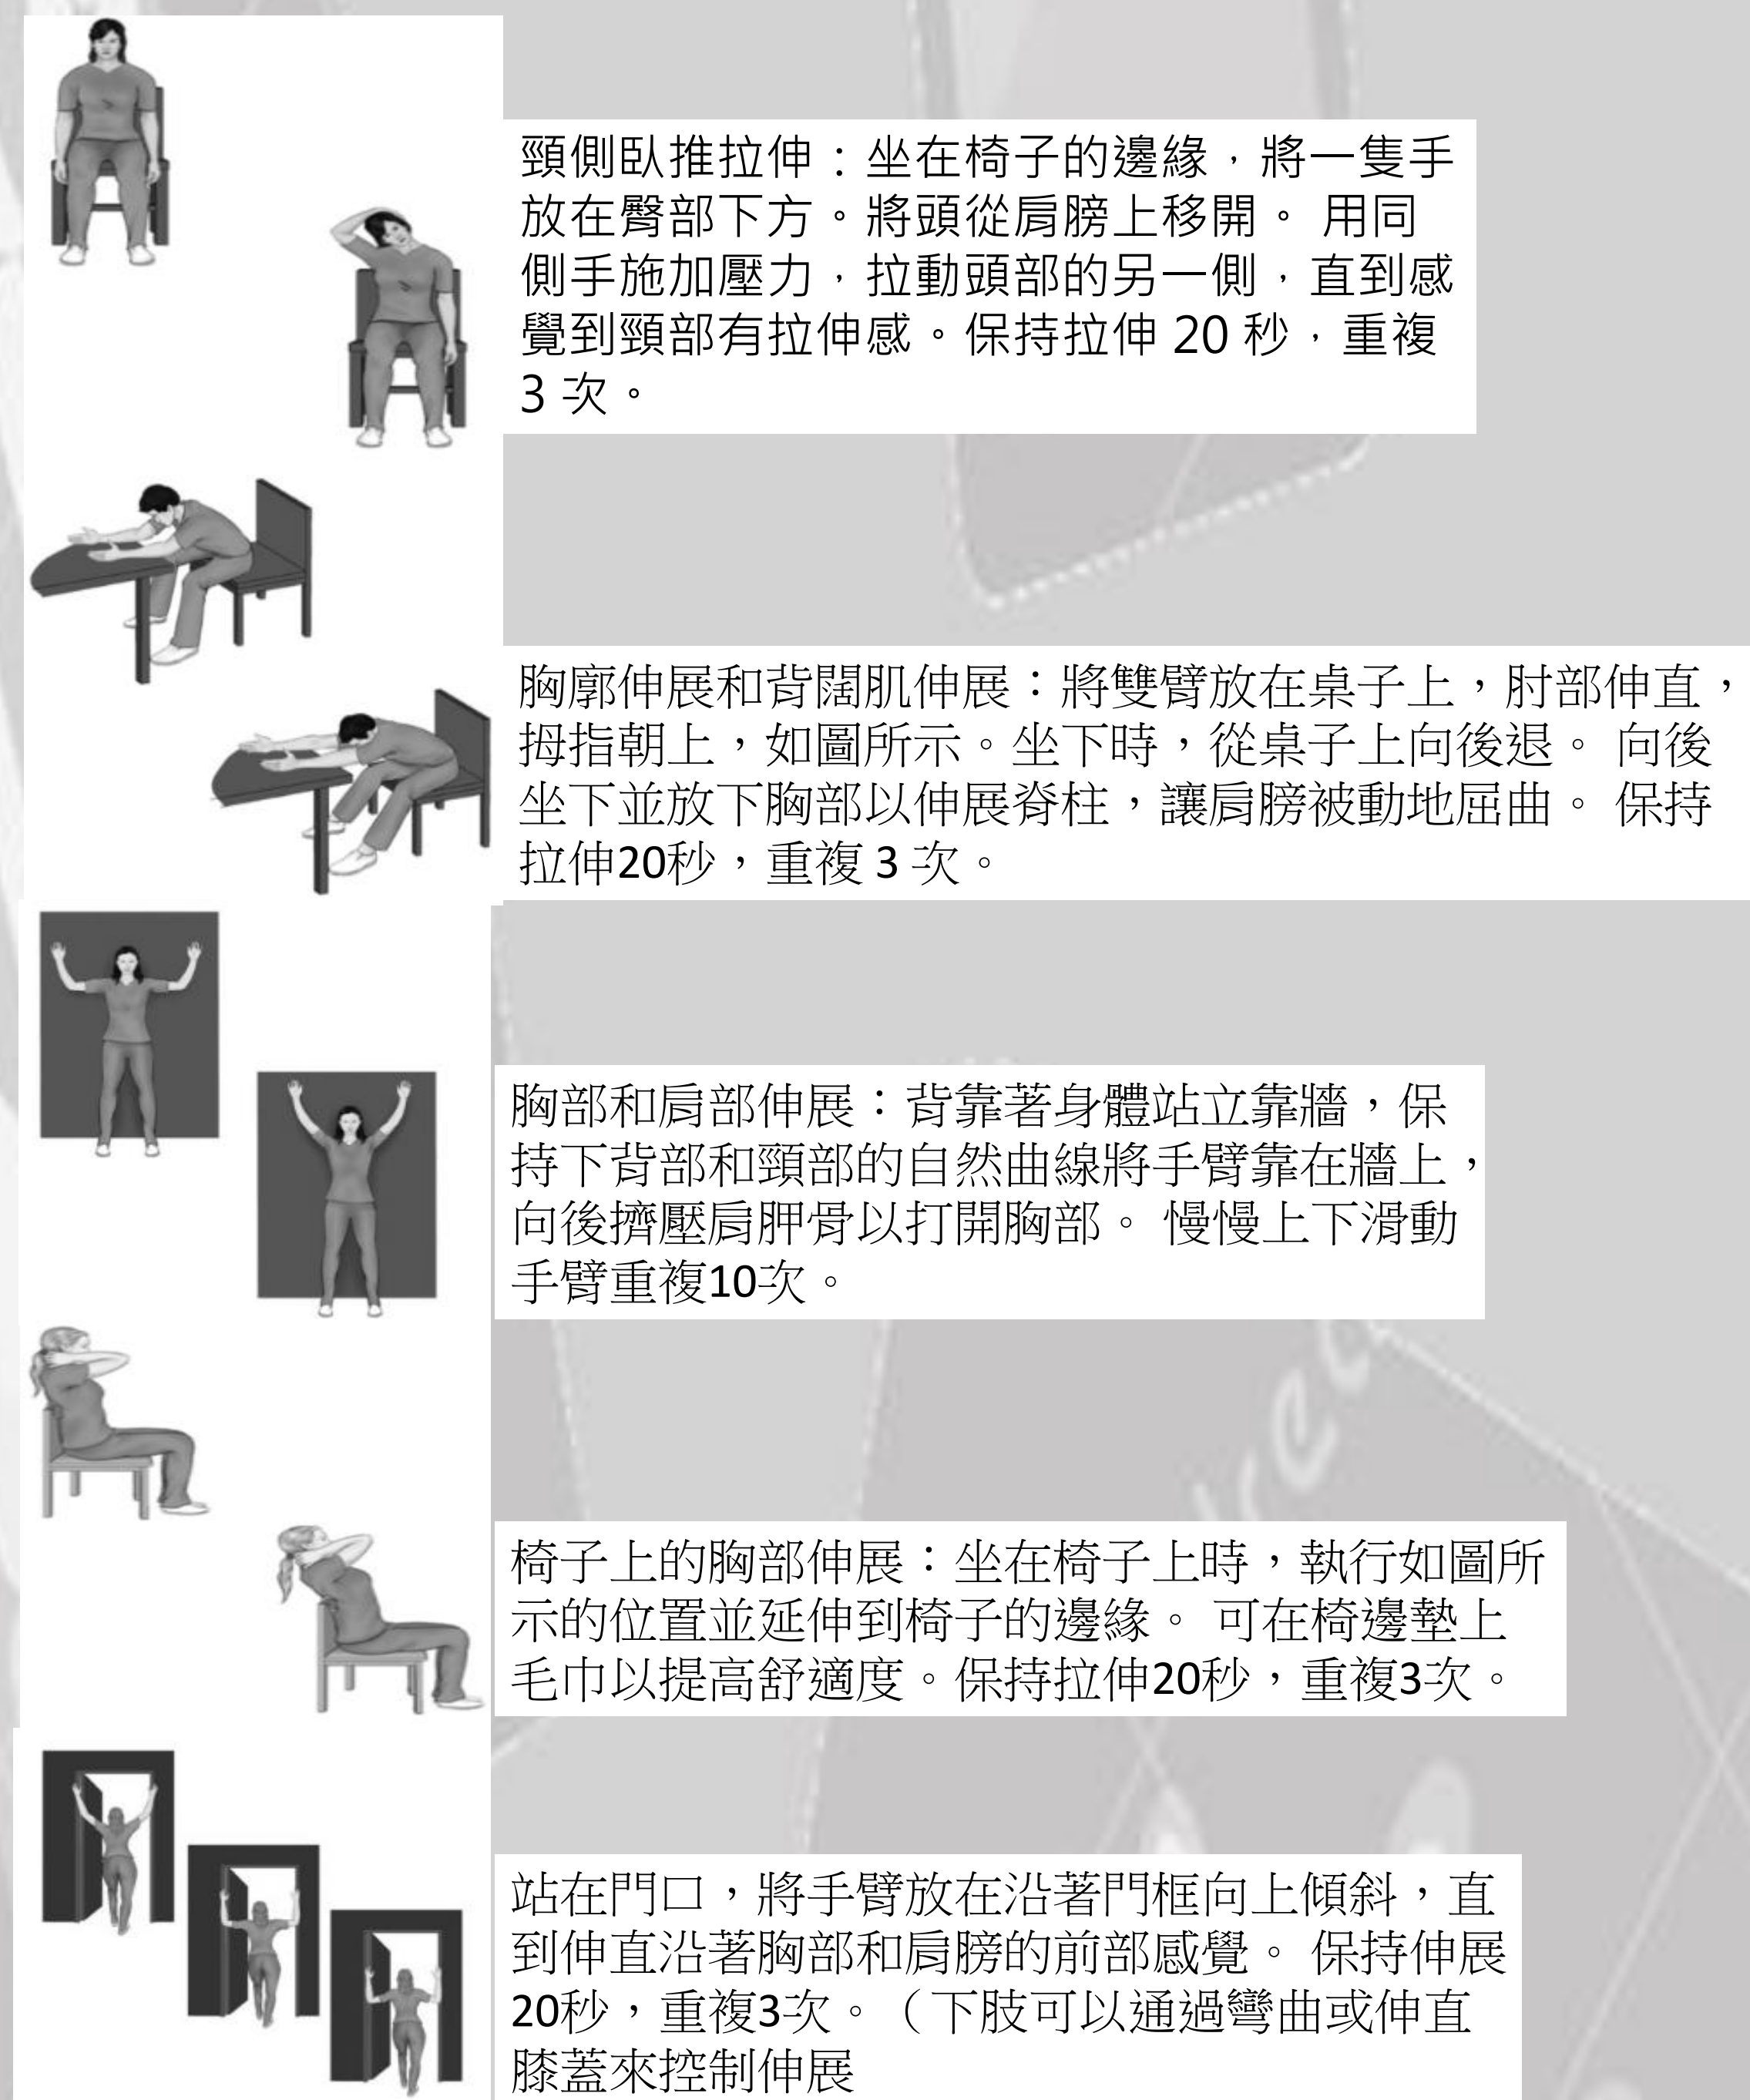 頸側臥推拉伸：坐在椅子的邊緣，將一隻手
放在臀部下方。將頭從肩膀上移開。 用同
側手施加壓力，拉動頭部的另一側，直到感
覺到頸部有拉伸感。保持拉伸 20 秒，重複
3 次。
胸廓伸展和背闊肌伸展：將雙臂放在桌子上，肘部伸直，
拇指朝上，如圖所示。坐下時，從桌子上向後退。 向後
坐下並放下胸部以伸展脊柱，讓肩膀被動地屈曲。 保持
拉伸20秒，重複 3 次。
胸部和肩部伸展：背靠著身體站立靠牆，保
持下背部和頸部的自然曲線將手臂靠在牆上，
向後擠壓肩胛骨以打開胸部。 慢慢上下滑動
手臂重複10次。
椅子上的胸部伸展：坐在椅子上時，執行如圖所
示的位置並延伸到椅子的邊緣。 可在椅邊墊上
毛巾以提高舒適度。保持拉伸20秒，重複3次。
站在門口，將手臂放在沿著門框向上傾斜，直
到伸直沿著胸部和肩膀的前部感覺。 保持伸展
20秒，重複3次。（下肢可以通過彎曲或伸直
膝蓋來控制伸展